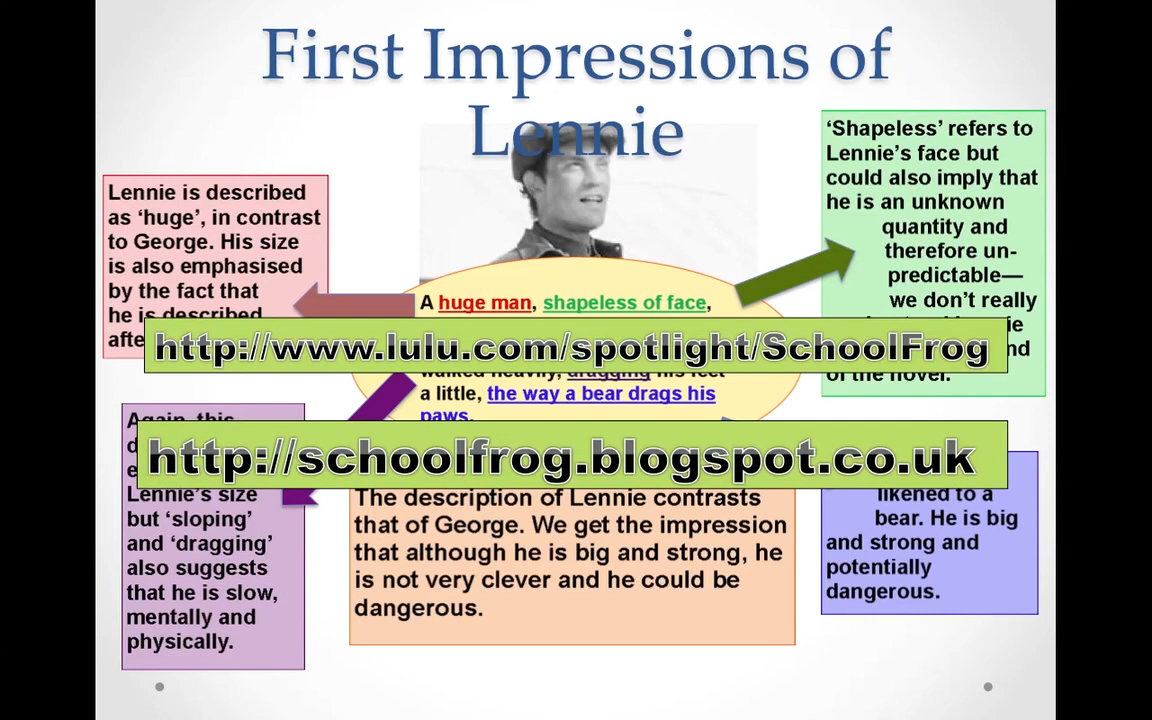 First Impressions of
Lennie
Lennie is described
as ‘huge’, in contrast
to George. His size
is also emphasised
by the fact that
he is described
afte
‘Shapeless’ refers to
Lennie’s face but
could also imply that
he is an unknown
quantity and
therefore un-
predictable—
we don’t really
of the novel.
A huge man, shapeless of face,
walked heavily, dragging his feet
a little, the way a bear drags his
paws.
http://www.lulu.com/spotlight/SchoolFrog
http://schoolfrog.blogspot.co.uk
Again, this
Lennie’s size
but ‘sloping’
and ‘dragging’
also suggests
that he is slow,
mentally and
physically.
The description of Lennie contrasts
that of George. We get the impression
that although he is big and strong, he
is not very clever and he could be
dangerous.
likened to a
bear. He is big
and strong and
potentially
dangerous.